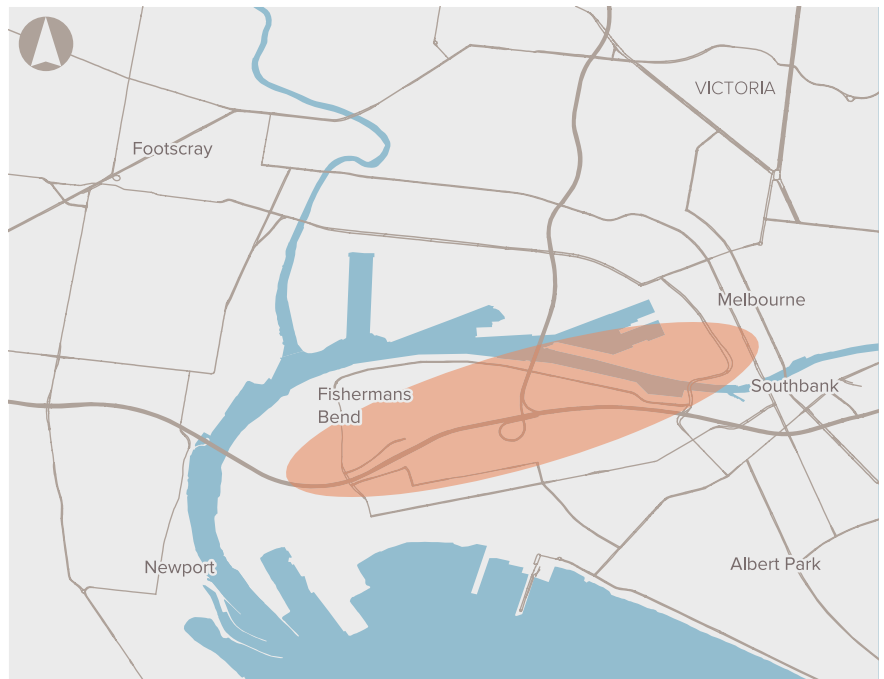 VICTORIA
Footscray
Melbourne
Southbank
Fishermans
Bend
Newport
Albert Park